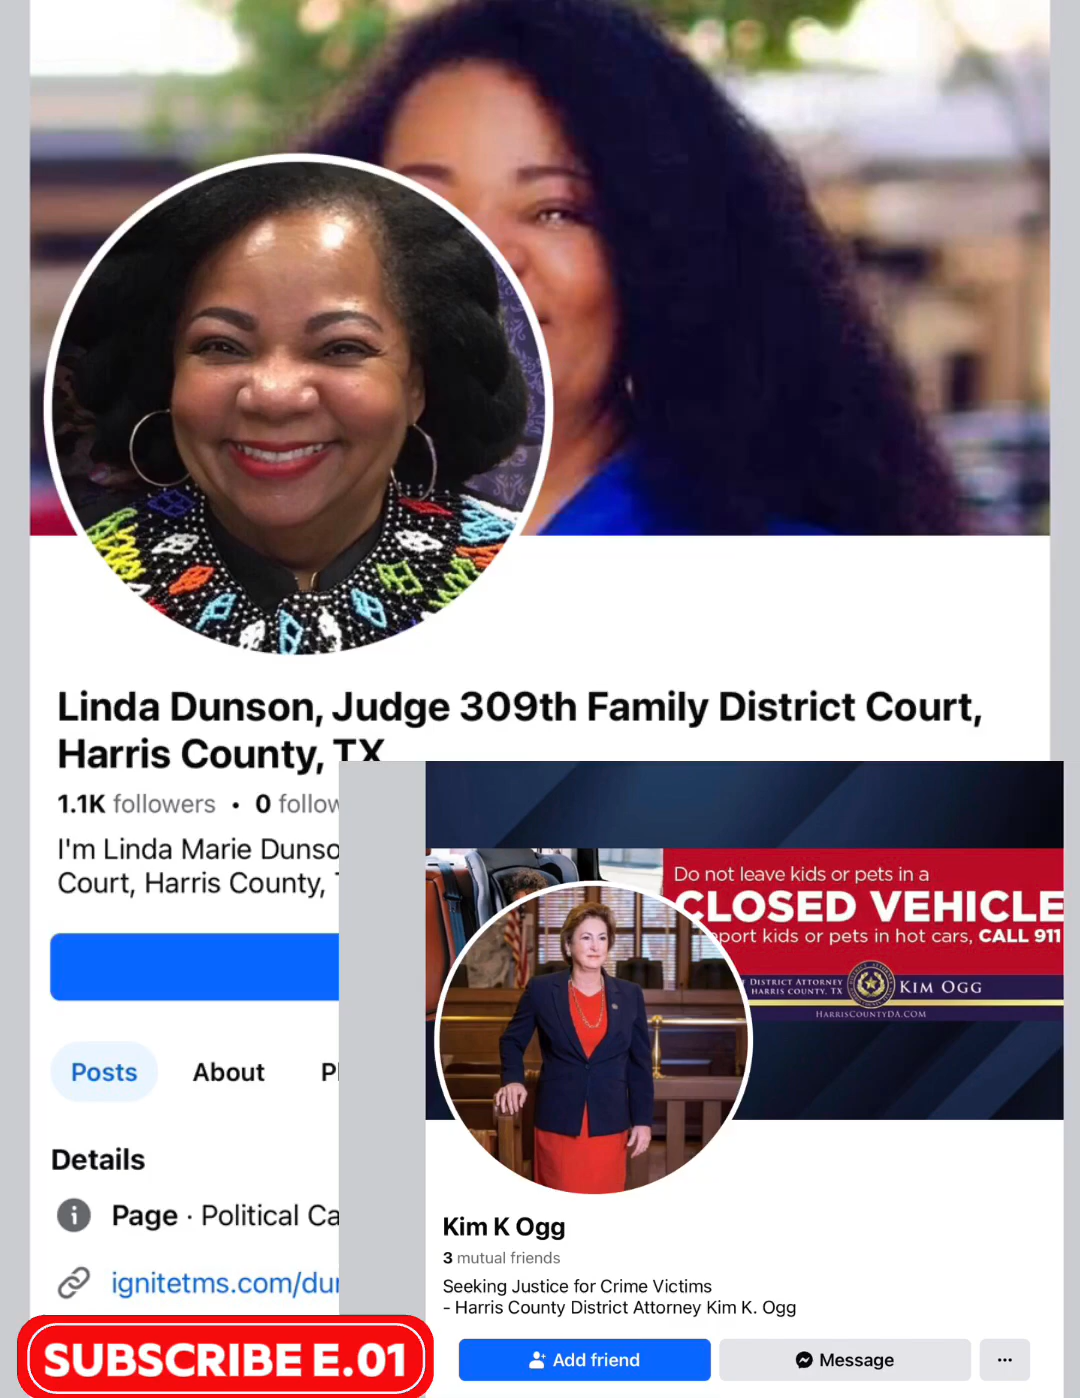 Linda Dunson, Judge 309th Family District Court,
Harris County, TX
1.1K followers • 0 follow
I'm Linda Marie Dunso
Court, Harris County,
Posts About
Details
Page · Political Ca
ignitetms.com/du
SUBSCRIBE E.01
Do not leave kids or pets in a
CLOSED VEHICLE
port kids or pets in hot cars, CALL 911
DISTRICT ATTORNEY
HARRIS COUNTY, TX
KIM OGG
HARRISCOUNTYDA.COM
Kim K Ogg
3 mutual friends
Seeking Justice for Crime Victims
- Harris County District Attorney Kim K. Ogg
Add friend Message